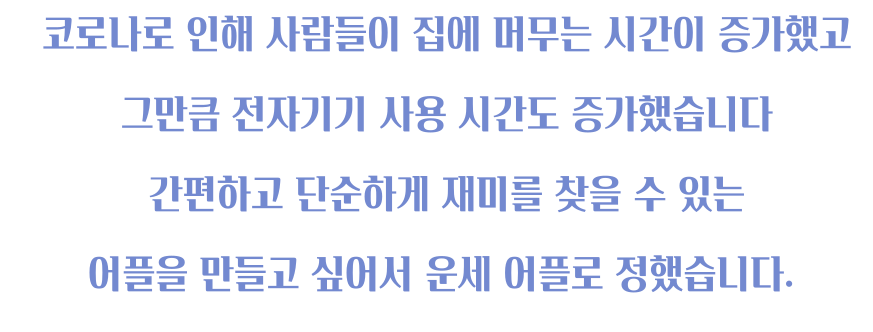 코로나로 인해 사람들이 집에 머무는 시간이 증가했고
그만큼 전자기기 사용 시간도 증가했습니다
간편하고 단순하게 재미를 찾을 수 있는
어플을 만들고 싶어서 운세 어플로 정했습니다.